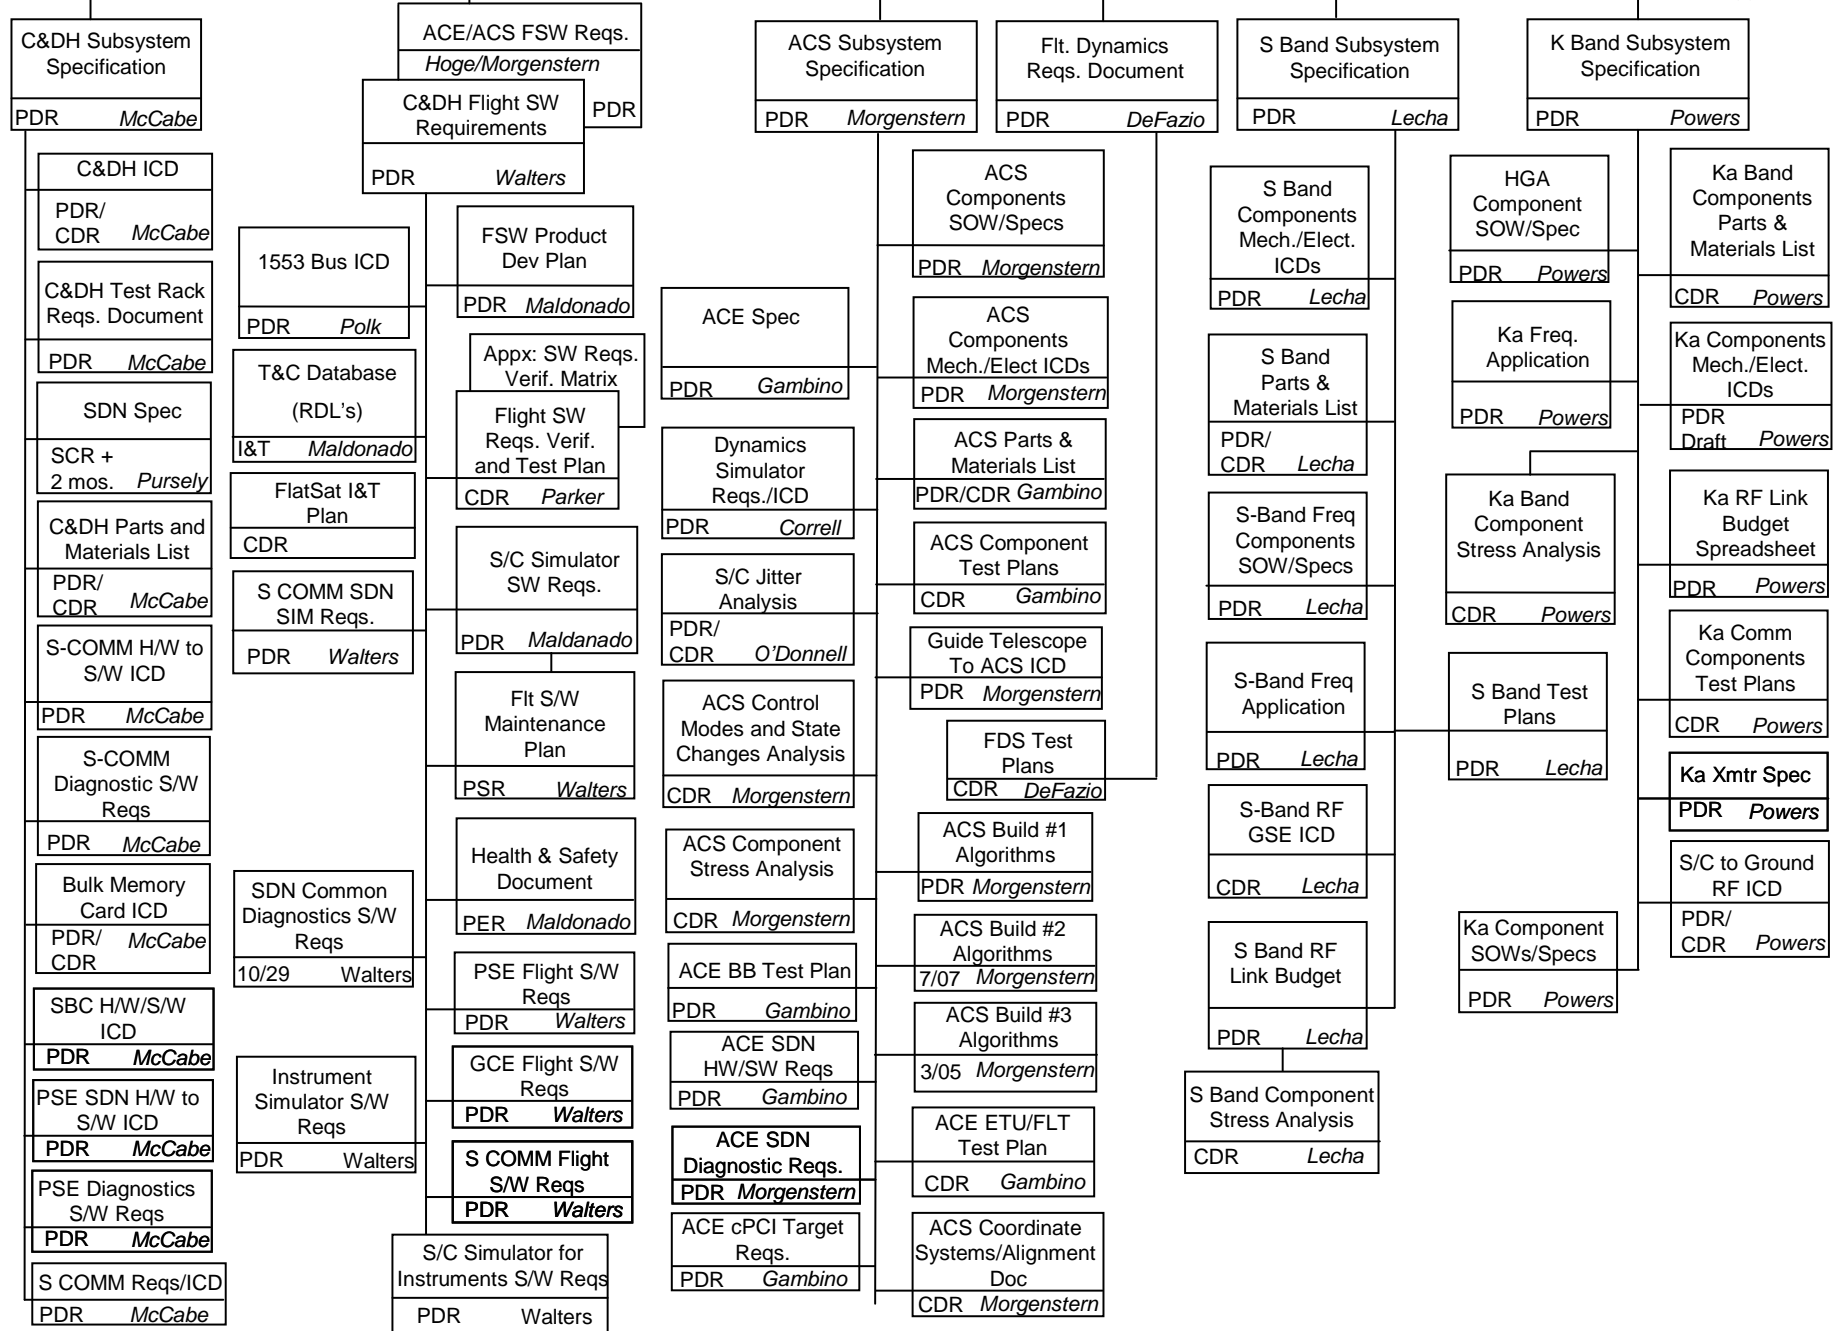 C&DH Subsystem
Specification
PDR McCabe
C&DH ICD
PDR/
CDR McCabe
C&DH Test Rack
Reqs. Document
PDR McCabe
SDN Spec
SCR +
2 mos. Pursely
C&DH Parts and
Materials List
PDR/
CDR McCabe
S-COMM H/W to
S/W ICD
PDR McCabe
S-COMM
Diagnostic S/W
Reqs
PDR McCabe
Bulk Memory
Card ICD
PDR/ McCabe
CDR
SBC H/W/S/W
ICD
PDR McCabe
PSE SDN H/W to
S/W ICD
PDR McCabe
PSE Diagnostics
S/W Reqs
PDR McCabe
S COMM Reqs/ICD
PDR McCabe
ACE/ACS FSW Reqs.
Hoge/Morgenstern
PDR
C&DH Flight SW
Requirements
PDR Walters
1553 Bus ICD
PDR Polk
T&C Database
(RDL's)
I&T Maldonado
FlatSat I&T
Plan
CDR
S COMM SDN
SIM Reqs.
PDR Walters
SDN Common
Diagnostics S/W
Reqs
10/29 Walters
Instrument
Simulator S/W
Reqs
PDR Walters
FSW Product
Dev Plan
PDR Maldonado
Appx: SW Reqs.
Verif. Matrix
Flight SW
Reqs. Verif.
and Test Plan
CDR Parker
S/C Simulator
SW Reqs.
PDR Maldanado
Flt S/W
Maintenance
Plan
PSR Walters
Health & Safety
Document
PER Maldonado
PSE Flight S/W
Reqs
PDR Walters
GCE Flight S/W
Reqs
PDR Walters
S COMM Flight
S/W Reqs
PDR Walters
S/C Simulator for
Instruments S/W Reqs
PDR Walters
ACS Subsystem
Specification
PDR Morgenstern
ACE Spec
PDR Gambino
Dynamics
Simulator
Reqs./ICD
PDR Correll
S/C Jitter
Analysis
PDR/
CDR O'Donnell
ACS Control
Modes and State
Changes Analysis
CDR Morgenstern
ACS Component
Stress Analysis
CDR Morgenstern
ACE BB Test Plan
PDR Gambino
ACE SDN
HW/SW Reqs
PDR Gambino
ACE SDN
Diagnostic Reqs.
PDR Morgenstern
ACE cPCI Target
Reqs.
PDR Gambino
ACS
Components
SOW/Specs
PDR Morgenstern
ACS
Components
Mech./Elect ICDs
PDR Morgenstern
ACS Parts &
Materials List
PDR/CDR Gambino
ACS Component
Test Plans
CDR Gambino
Guide Telescope
To ACS ICD
PDR Morgenstern
Flt. Dynamics
Reqs. Document
PDR DeFazio
FDS Test
Plans
CDR DeFazio
ACS Build #1
Algorithms
PDR Morgenstern
ACS Build #2
Algorithms
7/07 Morgenstern
ACS Build #3
Algorithms
3/05 Morgenstern
ACE ETU/FLT
Test Plan
CDR Gambino
ACS Coordinate
Systems/Alignment
Doc
CDR Morgenstern
S Band Subsystem
Specification
PDR Lecha
S Band
Components
Mech./Elect.
ICDs
PDR Lecha
S Band
Parts &
Materials List
PDR/
CDR Lecha
S-Band Freq
Components
SOW/Specs
PDR Lecha
S-Band Freq
Application
PDR Lecha
S-Band RF
GSE ICD
CDR Lecha
S Band RF
Link Budget
PDR Lecha
S Band Component
Stress Analysis
CDR Lecha
S Band Test
Plans
PDR Lecha
K Band Subsystem
Specification
PDR Powers
HGA
Component
SOW/Spec
PDR Powers
Ka Freq.
Application
PDR Powers
Ka Band
Component
Stress Analysis
CDR Powers
Ka Component
SOWs/Specs
PDR Powers
Ka Band
Components
Parts &
Materials List
CDR Powers
Ka Components
Mech./Elect.
ICDs
PDR
Draft Powers
Ka RF Link
Budget
Spreadsheet
PDR Powers
Ka Comm
Components
Test Plans
CDR Powers
Ka Xmtr Spec
PDR Powers
S/C to Ground
RF ICD
PDR/
CDR Powers